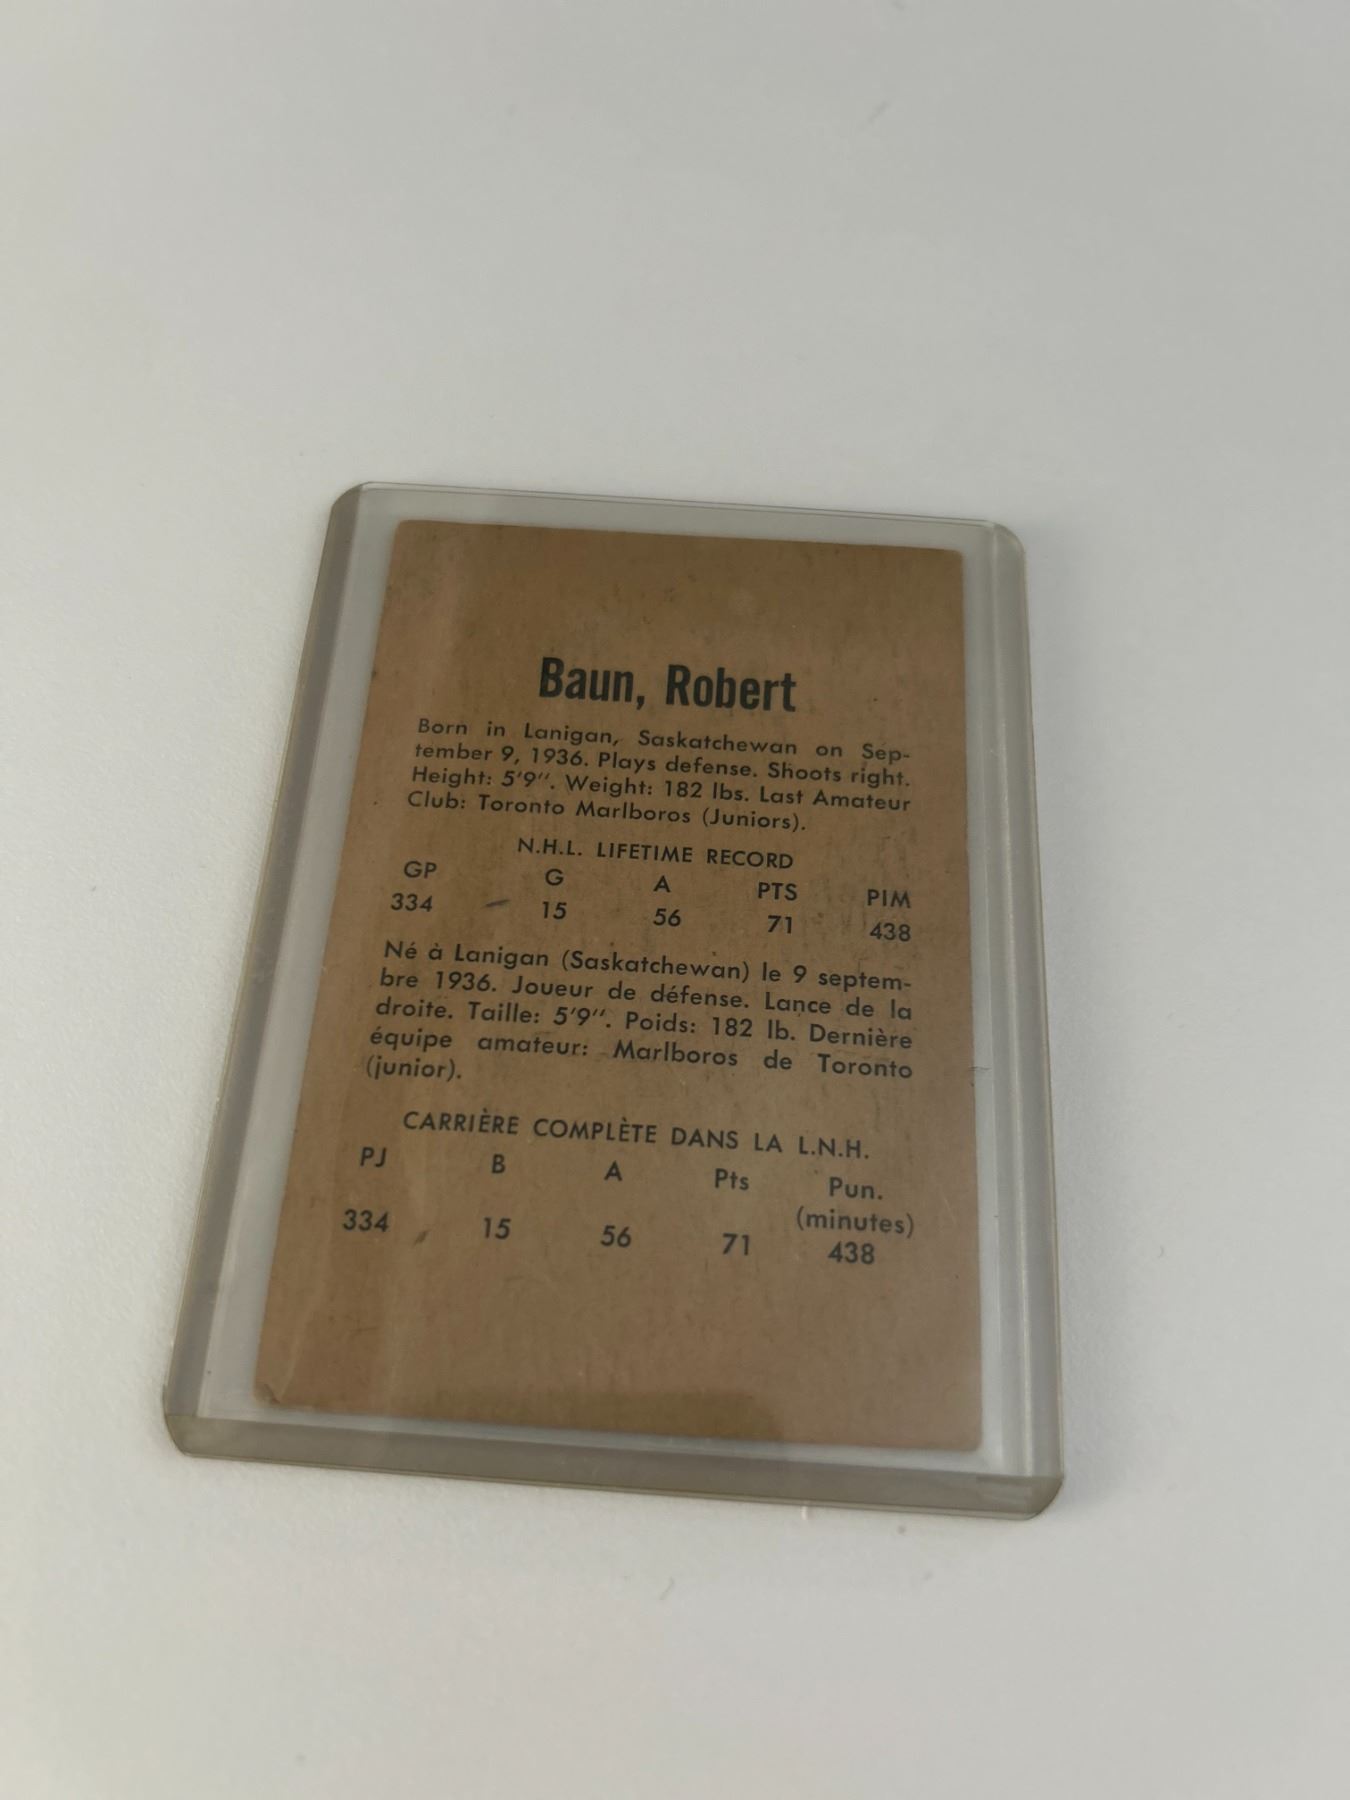 Baun, Robert
Born in Lanigan, Saskatchewan on Sep-
tember 9, 1936. Plays defense. Shoots right.
Height: 5'9". Weight: 182 lbs. Last Amateur
Club: Toronto Marlboros (Juniors).
N.H.L. LIFETIME RECORD
GP G A PTS PIM
334 15 56 71 438
Né à Lanigan (Saskatchewan) le 9 septem-
bre 1936. Joueur de défense. Lance de la
droite. Taille: 5'9". Poids: 182 lb. Dernière
équipe amateur: Marlboros de Toronto
(junior).
CARRIÈRE COMPLÈTE DANS LA L.N.H.
PJ B A Pts Pun.
(minutes)
334 15 56 71 438